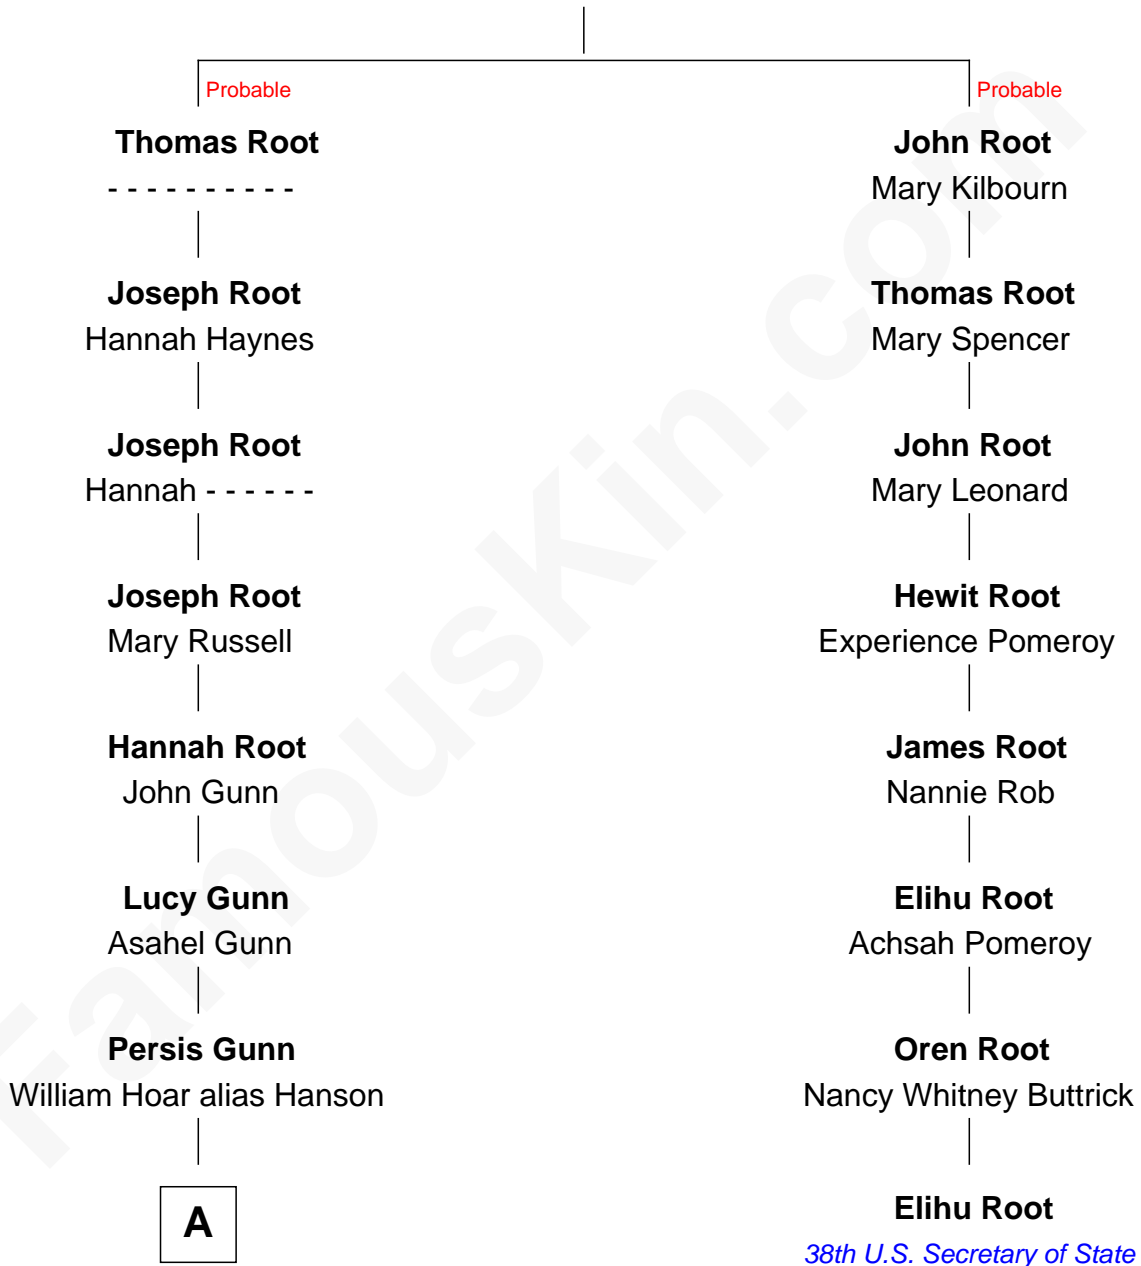 Probable Probable
Thomas Root John Root
- - - - - - - - - - Mary Kilbourn
Joseph Root Thomas Root
Hannah Haynes Mary Spencer
Joseph Root John Root
Hannah - - - - - - Mary Leonard
Joseph Root Hewit Root
Mary Russell Experience Pomeroy
Hannah Root James Root
John Gunn Nannie Rob
Lucy Gunn Elihu Root
Asahel Gunn Achsah Pomeroy
Persis Gunn Oren Root
William Hoar alias Hanson Nancy Whitney Buttrick
A Elihu Root
38th U.S. Secretary of State
FamousKin.com